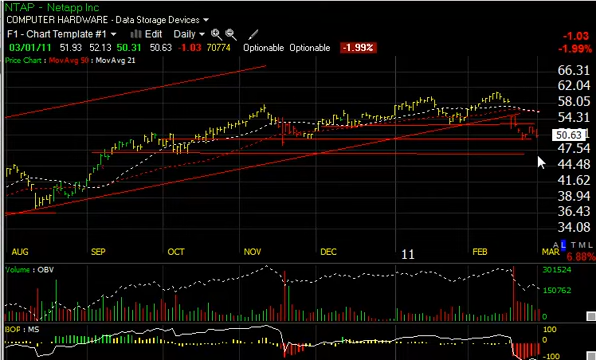 NTAP - Netapp Inc
COMPUTER HARDWARE - Data Storage Devices
F1 - Chart Template #1 Edit Daily
03/01/11 51.93 52.13 50.31 50.63 -1.03 70774 Optionable Optionable -1.99%
-1.03
-1.99%
Price Chart : MovAvg 50 : MovAvg 21
66.31
62.04
58.05
54.31
50.63
47.54
44.48
41.62
38.94
36.43
34.08
A L T M L
AUG SEP OCT NOV DEC 11 FEB MAR
6.88%
Volume : OBV
301524
150762
0
BOP : MS
100
0
-100